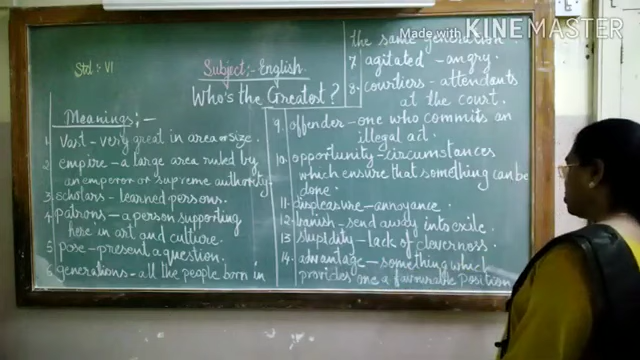 Made with KINEMASTER
Std :- VI
Subject:- English.
Who's the Greatest?
Meanings:-
1. Vast - very great in area or size.
2. empire - a large area ruled by
an emperor or supreme authority.
3. scholars - learned persons.
4. patrons - a person supporting
here in art and culture.
5. pose - present a question.
6. generations - all the people born in
the same generation.
7. agitated - angry.
8. courtiers - attendants
at the court.
9. offender - one who commits an
illegal act.
10. opportunity - circumstances
which ensure that something can be
done.
11. displeasure - annoyance.
12. banish - send away into exile.
13. stupidity - lack of cleverness.
14. advantage - something which
provides one a favourable position